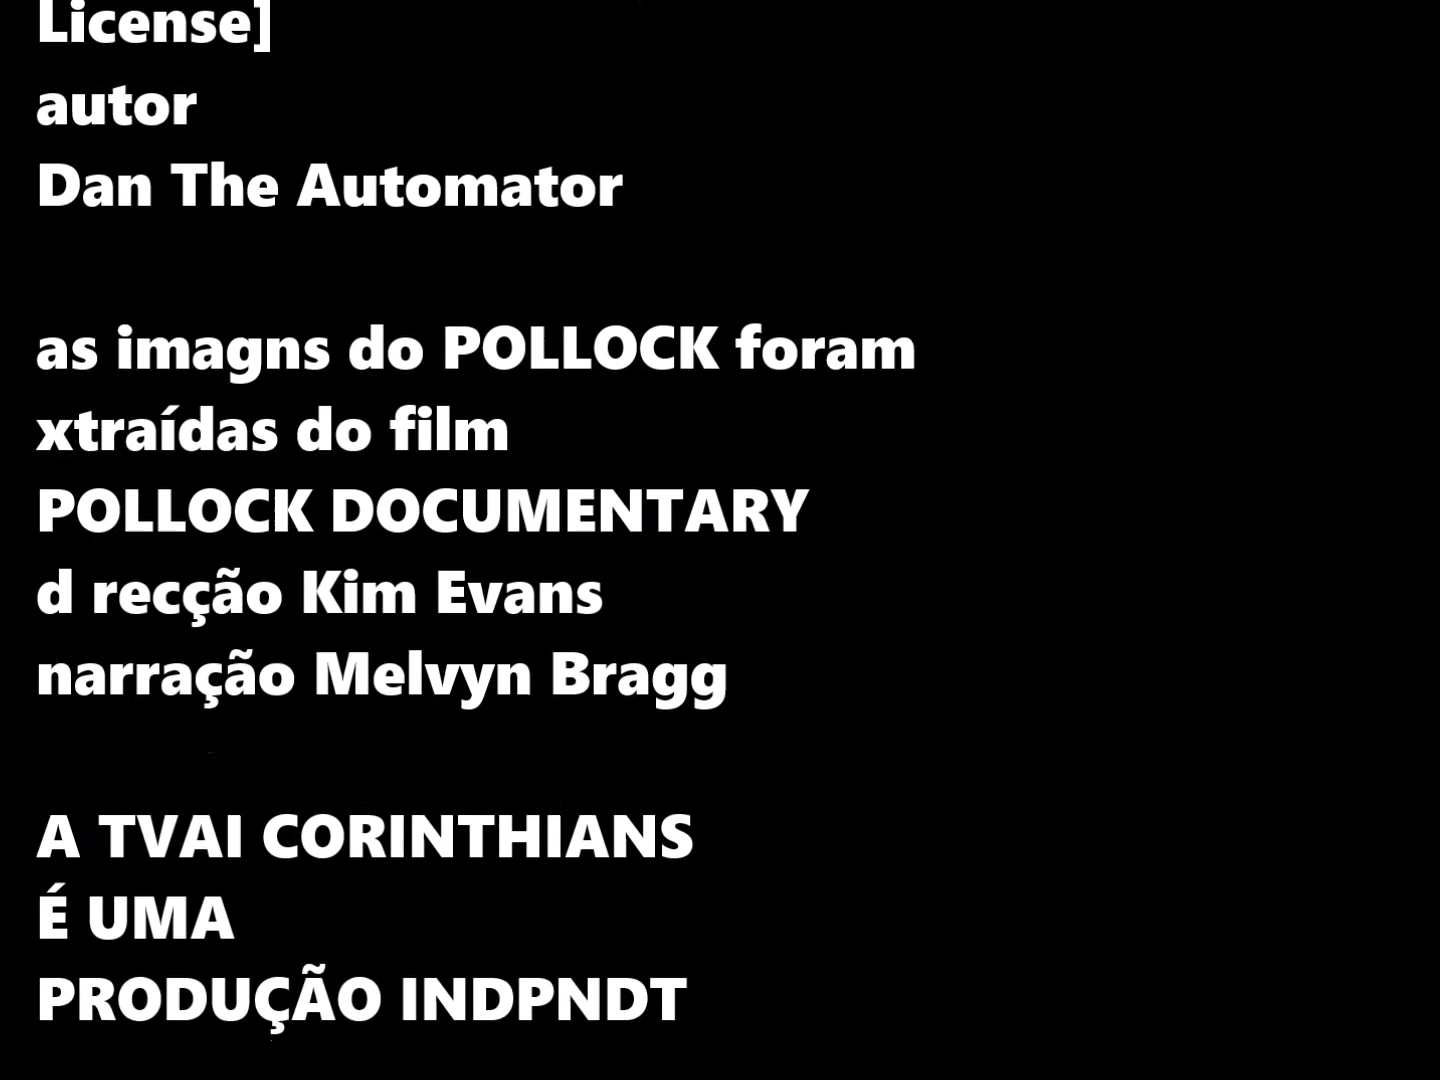 License]
autor
Dan The Automator
as imagns do POLLOCK foram
xtraídas do film
POLLOCK DOCUMENTARY
d recção Kim Evans
narração Melvyn Bragg
A TVAI CORINTHIANS
É UMA
PRODUÇÃO INDPNDT